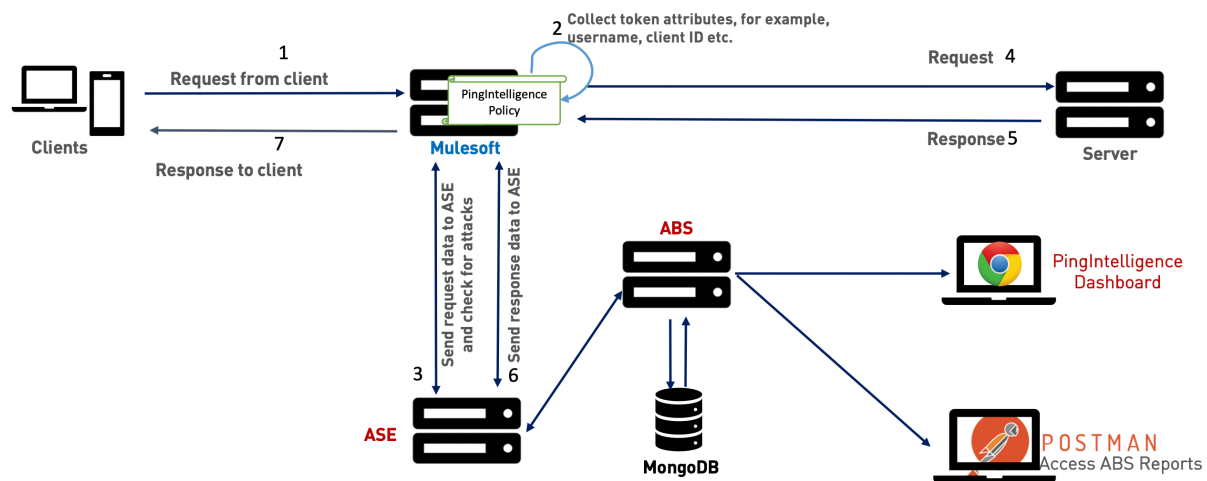 2 Collect token attributes, for example,
username, client ID etc.
1
Request from client
PingIntelligence
Policy
Request 4
Clients
7
Response to client
Mulesoft
Response 5
Server
Send request data to ASE
and check for attacks
Send response data to ASE
ABS
PingIntelligence
Dashboard
3
6
ASE
MongoDB
POSTMAN
Access ABS Reports